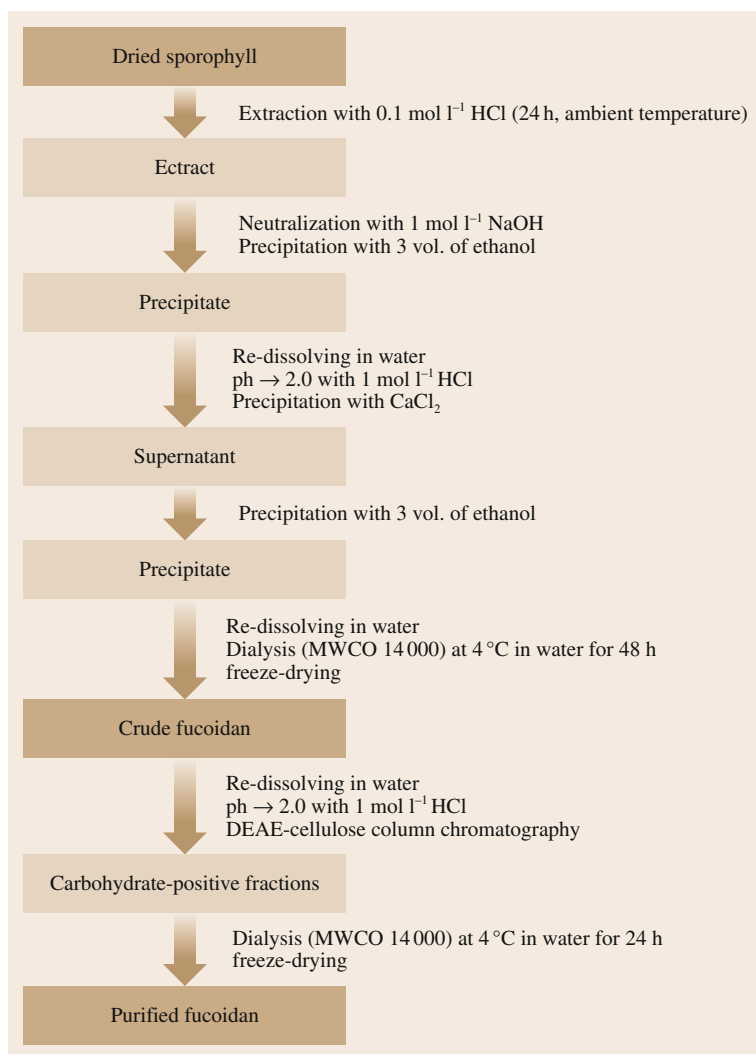 Dried sporophyll
Extraction with 0.1 mol l⁻¹ HCl (24 h, ambient temperature)
Ectract
Neutralization with 1 mol l⁻¹ NaOH
Precipitation with 3 vol. of ethanol
Precipitate
Re-dissolving in water
ph → 2.0 with 1 mol l⁻¹ HCl
Precipitation with CaCl₂
Supernatant
Precipitation with 3 vol. of ethanol
Precipitate
Re-dissolving in water
Dialysis (MWCO 14 000) at 4 °C in water for 48 h
freeze-drying
Crude fucoidan
Re-dissolving in water
ph → 2.0 with 1 mol l⁻¹ HCl
DEAE-cellulose column chromatography
Carbohydrate-positive fractions
Dialysis (MWCO 14 000) at 4 °C in water for 24 h
freeze-drying
Purified fucoidan